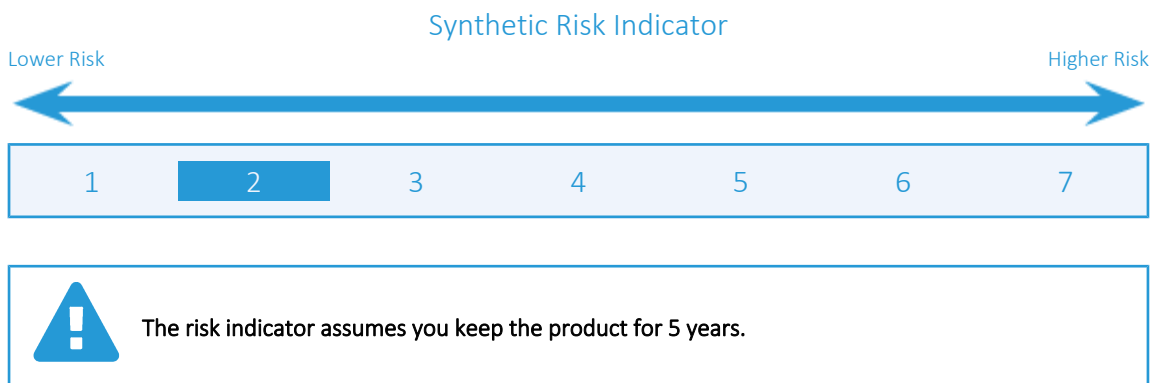 Synthetic Risk Indicator
Lower Risk Higher Risk
1 2 3 4 5 6 7
The risk indicator assumes you keep the product for 5 years.